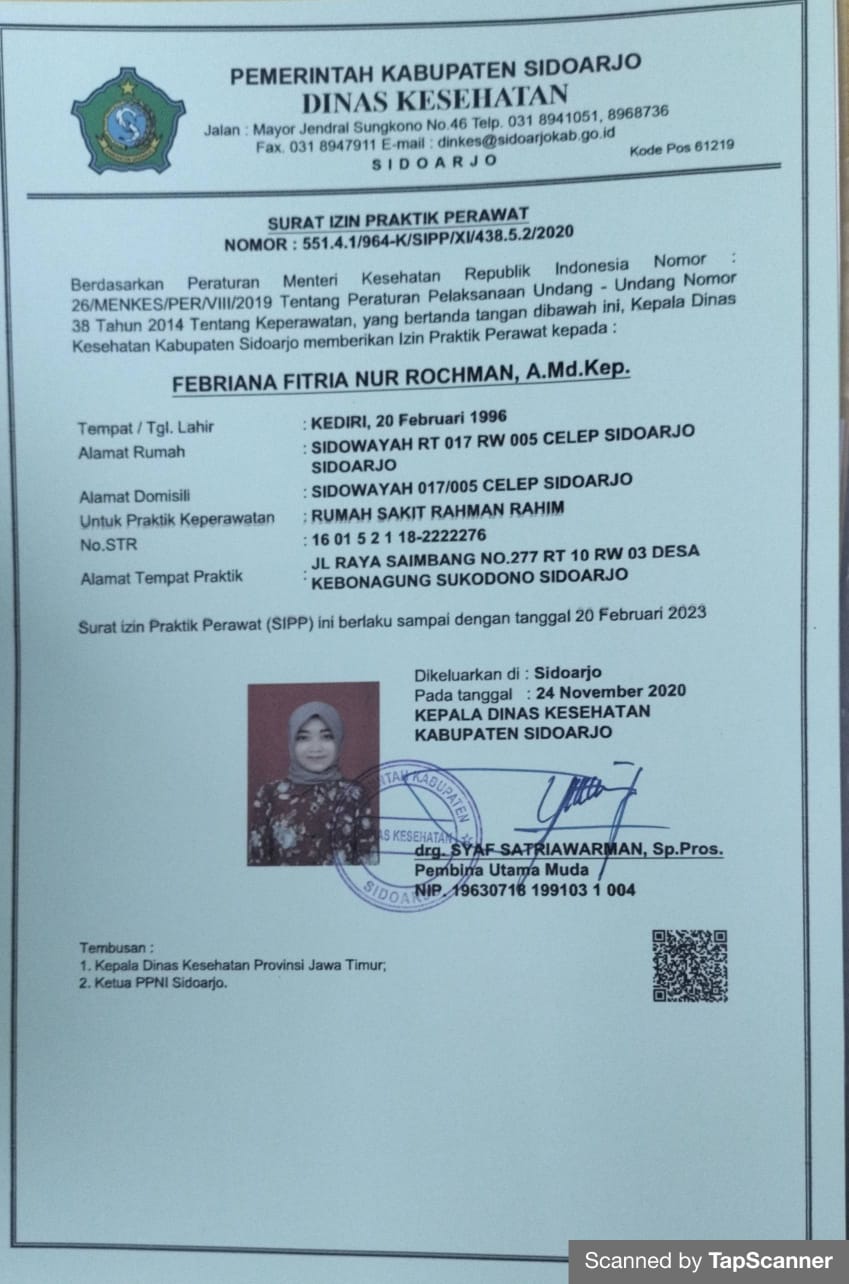 PEMERINTAH KABUPATEN SIDOARJO
DINAS KESEHATAN
Jalan : Mayor Jendral Sungkono No.46 Telp. 031 8941051, 8968736
Fax. 031 8947911 E-mail : dinkes@sidoarjokab.go.id
SIDOARJO
Kode Pos 61219
SURAT IZIN PRAKTIK PERAWAT
NOMOR : 551.4.1/964-K/SIPP/XI/438.5.2/2020
Berdasarkan Peraturan Menteri Kesehatan Republik Indonesia Nomor :
26/MENKES/PER/VIII/2019 Tentang Peraturan Pelaksanaan Undang - Undang Nomor
38 Tahun 2014 Tentang Keperawatan, yang bertanda tangan dibawah ini, Kepala Dinas
Kesehatan Kabupaten Sidoarjo memberikan Izin Praktik Perawat kepada :
FEBRIANA FITRIA NUR ROCHMAN, A.Md.Kep.
Tempat / Tgl. Lahir : KEDIRI, 20 Februari 1996
Alamat Rumah : SIDOWAYAH RT 017 RW 005 CELEP SIDOARJO
SIDOARJO
Alamat Domisili : SIDOWAYAH 017/005 CELEP SIDOARJO
Untuk Praktik Keperawatan : RUMAH SAKIT RAHMAN RAHIM
No.STR : 16 01 5 2 1 18-2222276
Alamat Tempat Praktik : JL RAYA SAIMBANG NO.277 RT 10 RW 03 DESA
KEBONAGUNG SUKODONO SIDOARJO
Surat izin Praktik Perawat (SIPP) ini berlaku sampai dengan tanggal 20 Februari 2023
Dikeluarkan di : Sidoarjo
Pada tanggal : 24 November 2020
KEPALA DINAS KESEHATAN
KABUPATEN SIDOARJO
KABUPATEN
KESEHATAN
drg. SYAF SATRIAWARMAN, Sp.Pros.
Pembina Utama Muda
NIP. 19630718 199103 1 004
Tembusan :
1. Kepala Dinas Kesehatan Provinsi Jawa Timur;
2. Ketua PPNI Sidoarjo.
Scanned by TapScanner